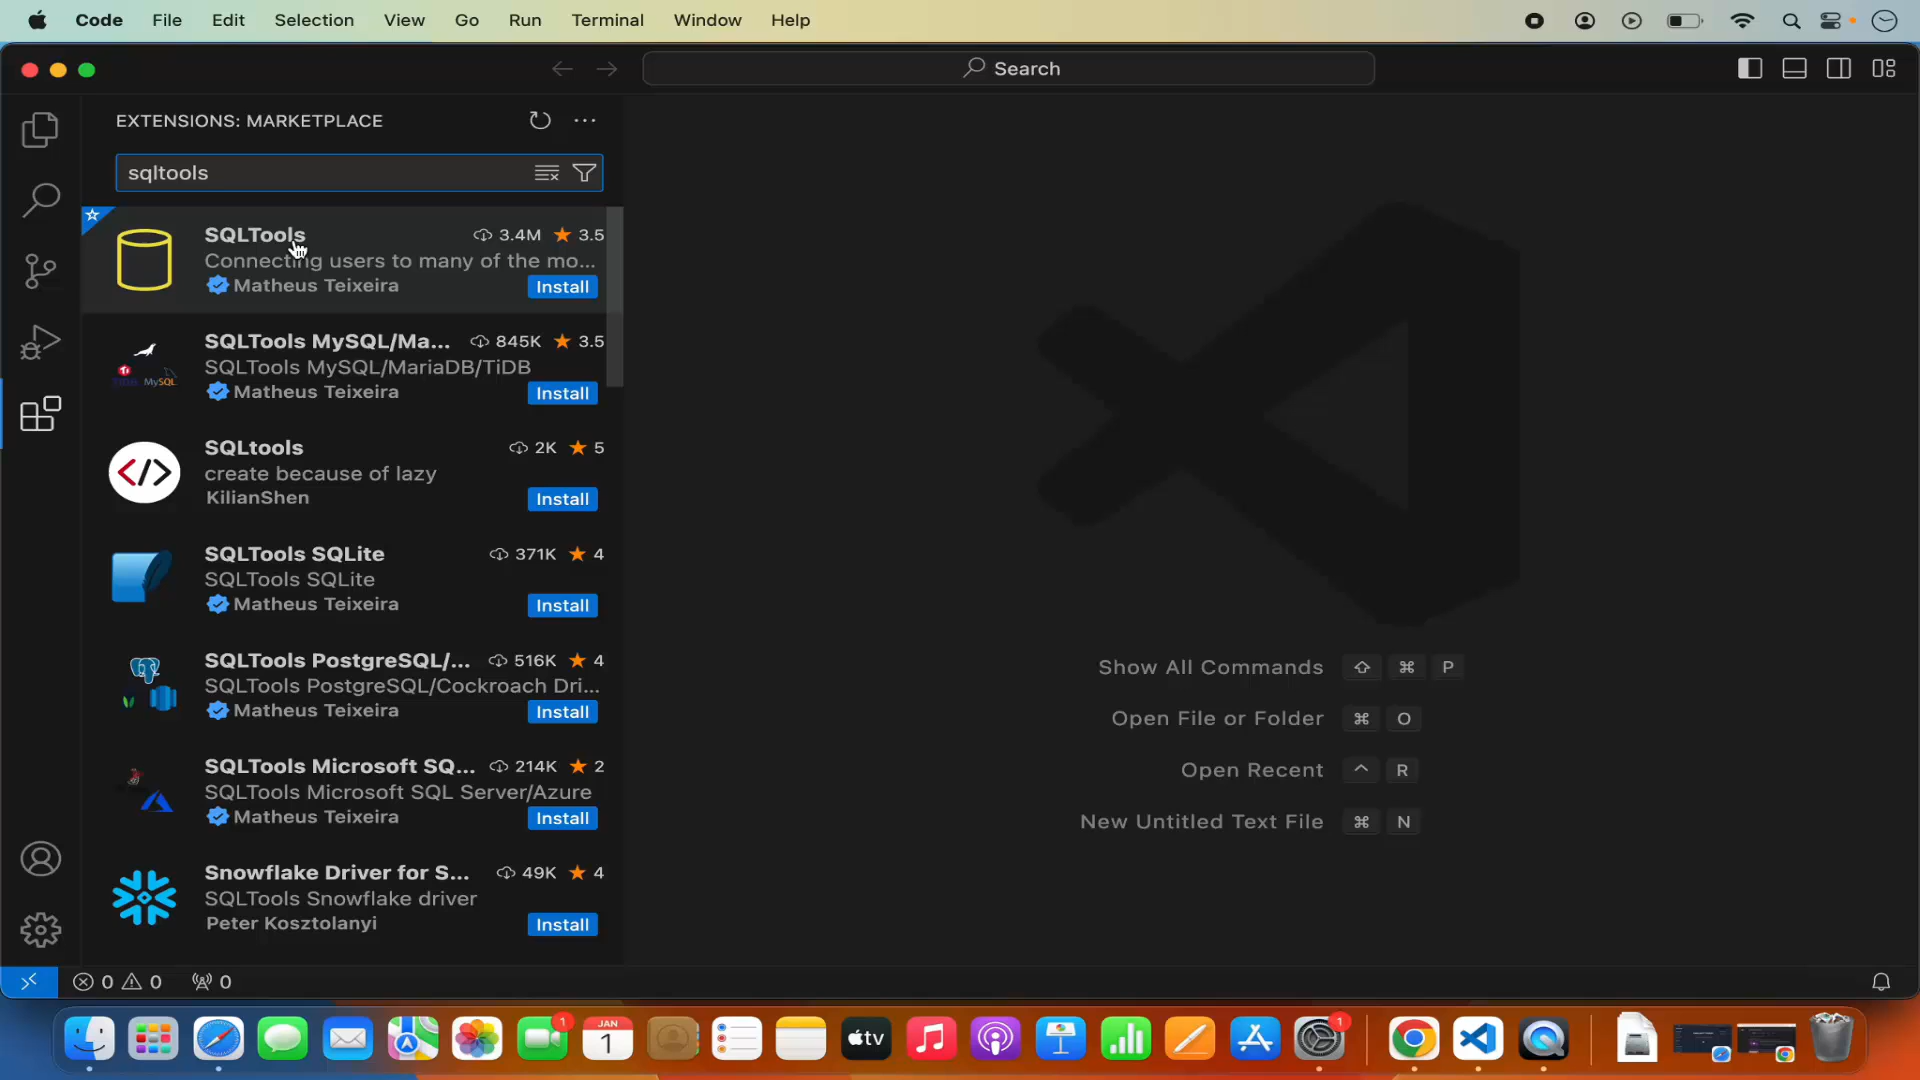 Code File Edit Selection View Go Run Terminal Window Help
Search
EXTENSIONS: MARKETPLACE
sqltools
SQLTools 3.4M 3.5
Connecting users to many of the mo...
Matheus Teixeira Install
SQLTools MySQL/Ma... 845K 3.5
SQLTools MySQL/MariaDB/TiDB
Matheus Teixeira Install
SQLtools 2K 5
create because of lazy
KilianShen Install
SQLTools SQLite 371K 4
SQLTools SQLite
Matheus Teixeira Install
SQLTools PostgreSQL/... 516K 4
SQLTools PostgreSQL/Cockroach Dri...
Matheus Teixeira Install
SQLTools Microsoft SQ... 214K 2
SQLTools Microsoft SQL Server/Azure
Matheus Teixeira Install
Snowflake Driver for S... 49K 4
SQLTools Snowflake driver
Peter Kosztolanyi Install
Show All Commands ⇧ ⌘ P
Open File or Folder ⌘ O
Open Recent ^ R
New Untitled Text File ⌘ N
0 0 0
1
JAN
1
tv
1